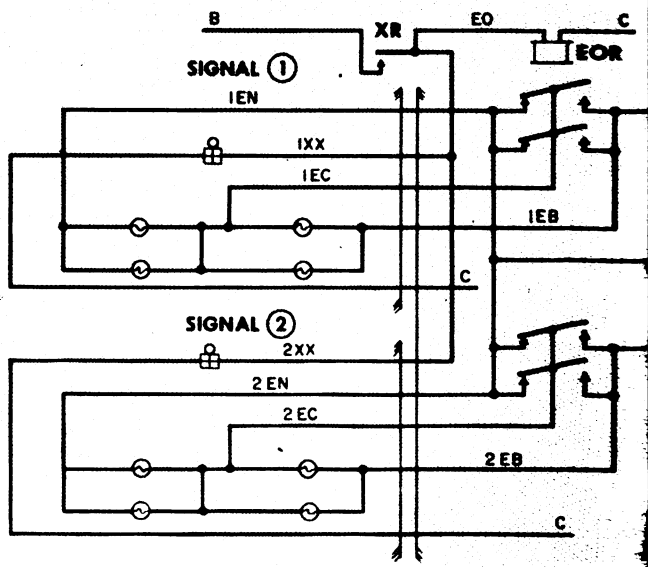 B
XR
EO
C
EOR
SIGNAL 1
1EN
1XX
1EC
1EB
C
SIGNAL 2
2XX
2EN
2EC
2EB
C